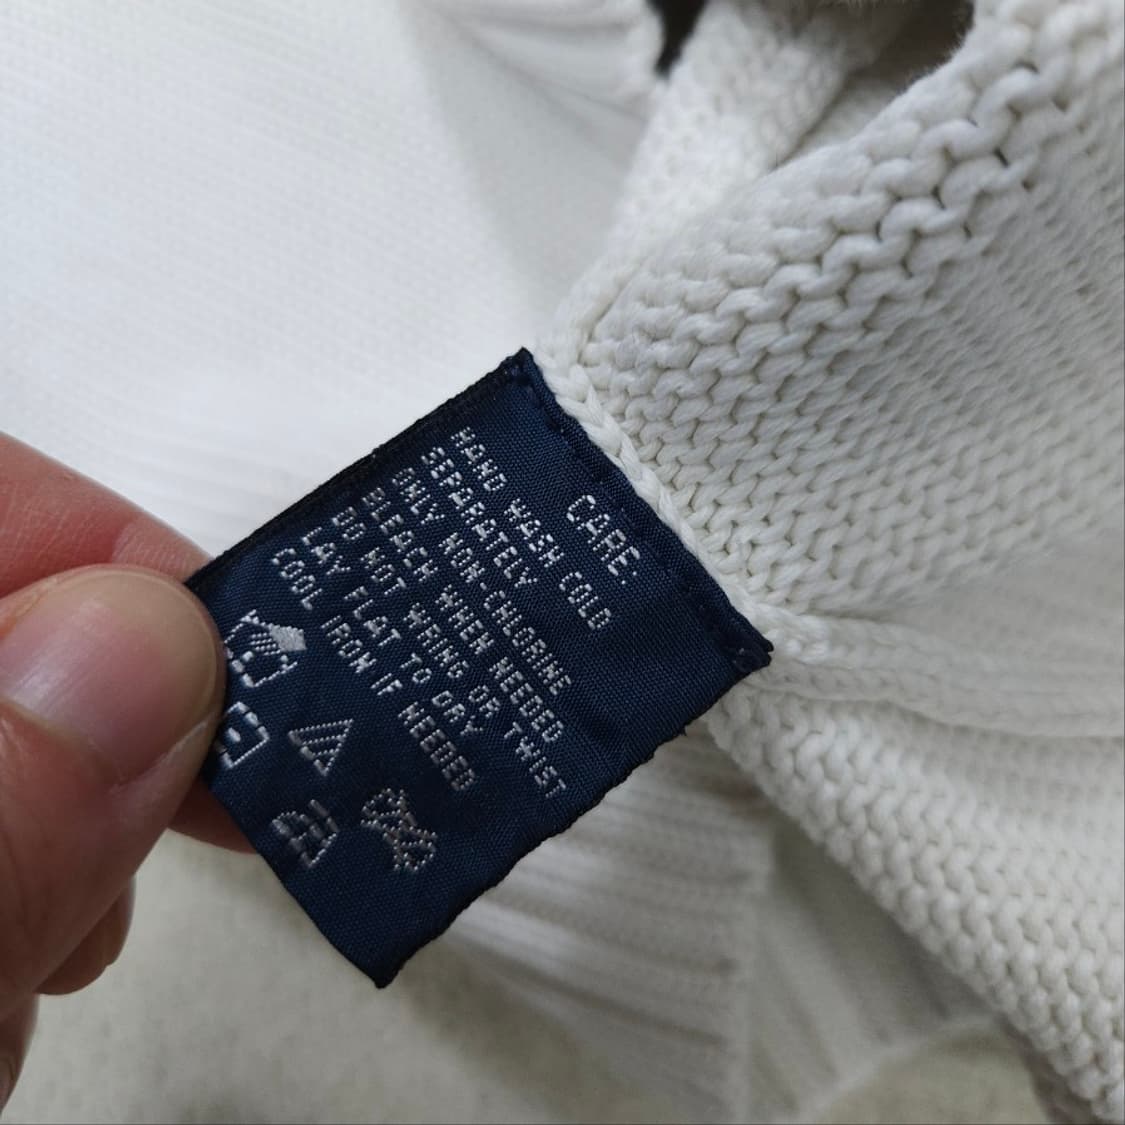 CARE:
HAND WASH COLD
SEPARATELY
ONLY NON-CHLORINE
BLEACH WHEN NEEDED
DO NOT WRING OR TWIST
LAY FLAT TO DRY
COOL IRON IF NEEDED